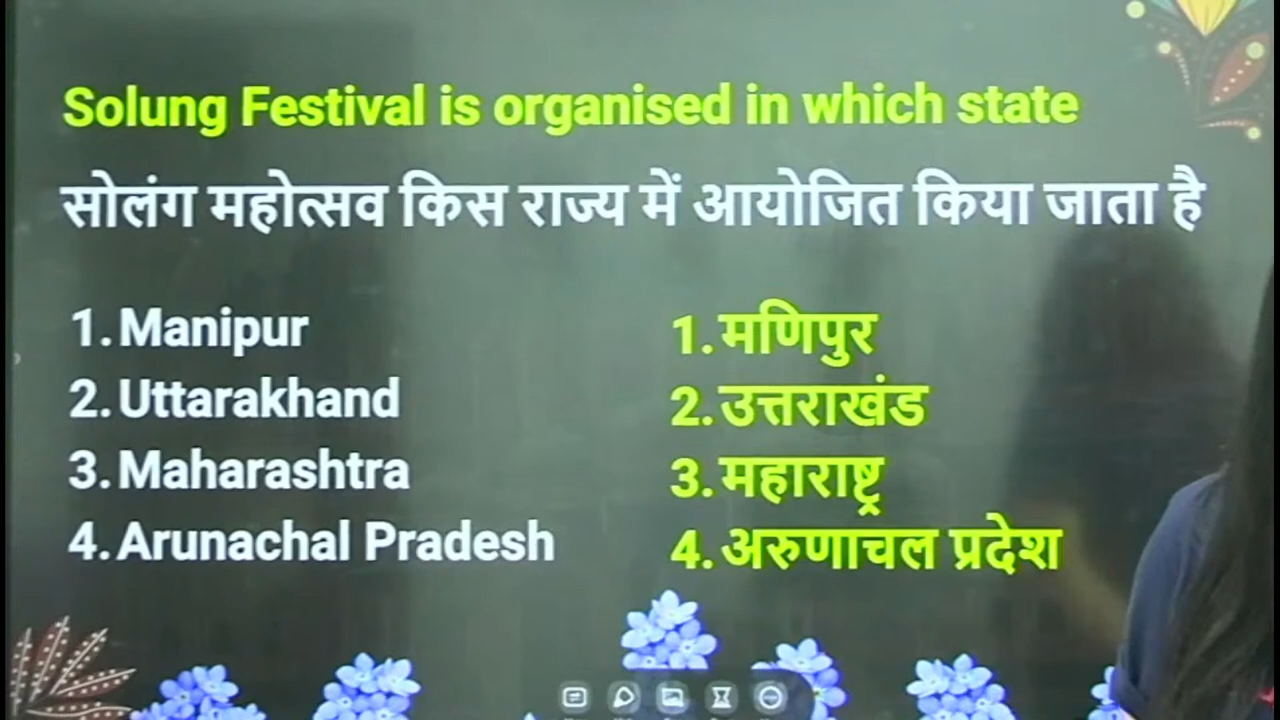 Solung Festival is organised in which state
सोलंग महोत्सव किस राज्य में आयोजित किया जाता है
1. Manipur
2. Uttarakhand
3. Maharashtra
4. Arunachal Pradesh
1. मणिपुर
2. उत्तराखंड
3. महाराष्ट्र
4. अरुणाचल प्रदेश